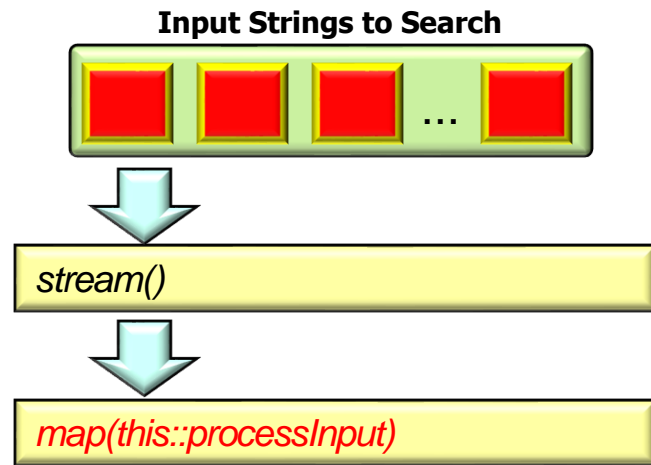 Input Strings to Search
...
stream()
map(this::processInput)